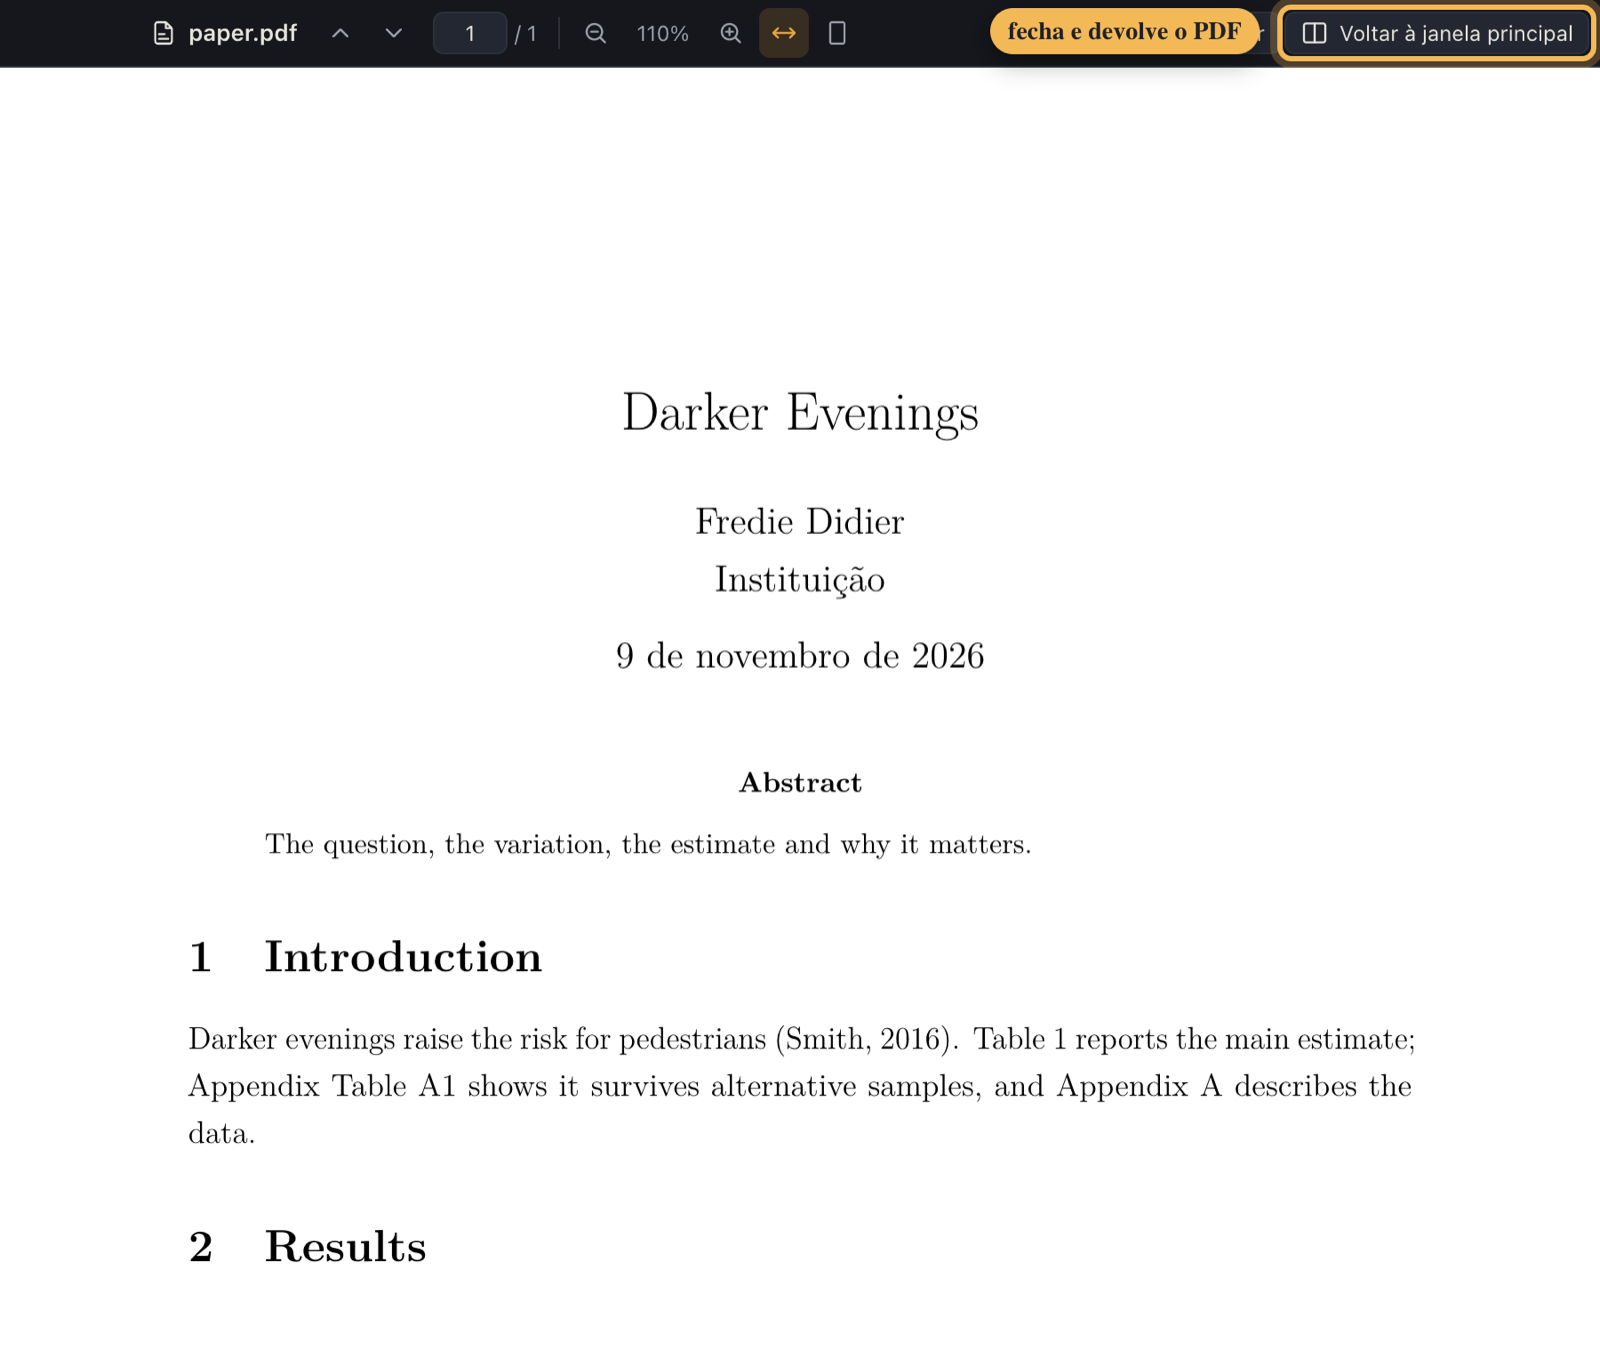 paper.pdf 1 / 1 110% fecha e devolve o PDF Voltar à janela principal
Darker Evenings
Fredie Didier
Instituição
9 de novembro de 2026
Abstract
The question, the variation, the estimate and why it matters.
1 Introduction
Darker evenings raise the risk for pedestrians (Smith, 2016). Table 1 reports the main estimate;
Appendix Table A1 shows it survives alternative samples, and Appendix A describes the
data.
2 Results